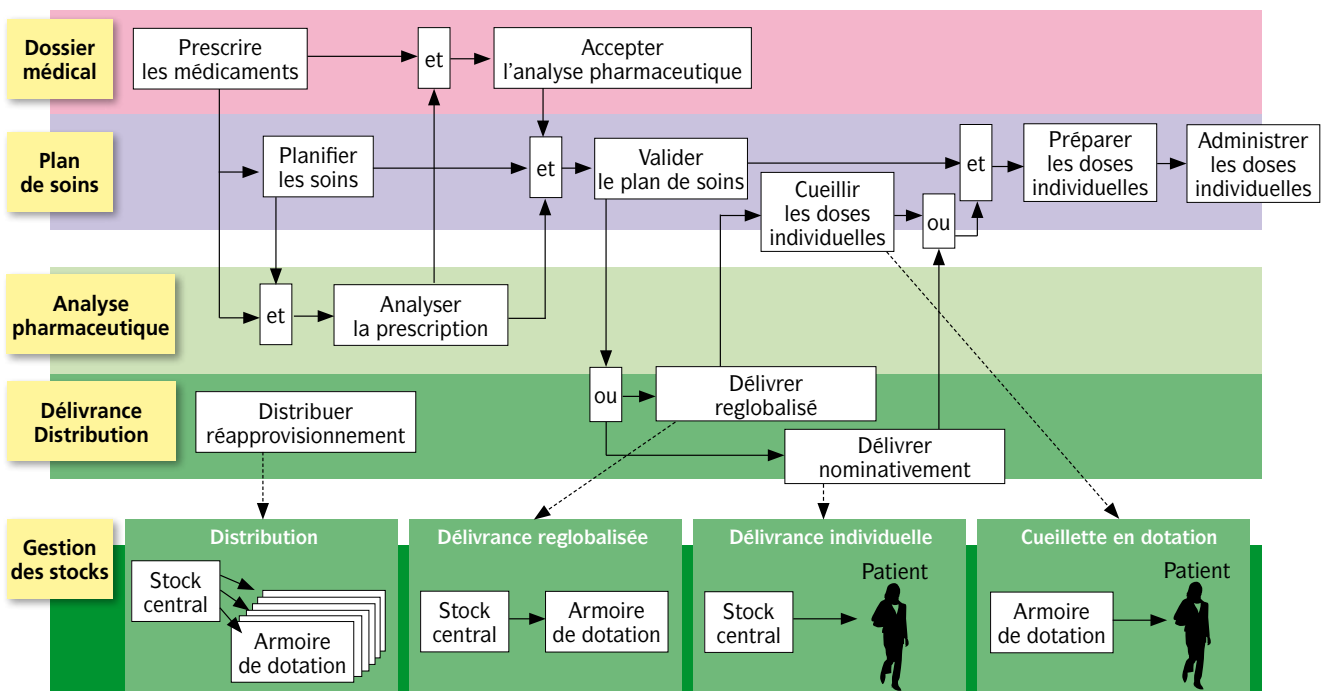 Dossier
médical
Prescrire
les médicaments
et
Accepter
l'analyse pharmaceutique
Plan
de soins
Planifier
les soins
et
Valider
le plan de soins
Cueillir
les doses
individuelles
ou
et
Préparer
les doses
individuelles
Administrer
les doses
individuelles
Analyse
pharmaceutique
et
Analyser
la prescription
Délivrance
Distribution
Distribuer
réapprovisionnement
ou
Délivrer
reglobalisé
Délivrer
nominativement
Gestion
des stocks
Distribution
Stock
central
Armoire
de dotation
Délivrance reglobalisée
Stock
central
Armoire
de dotation
Délivrance individuelle
Stock
central
Patient
Cueillette en dotation
Armoire
de dotation
Patient